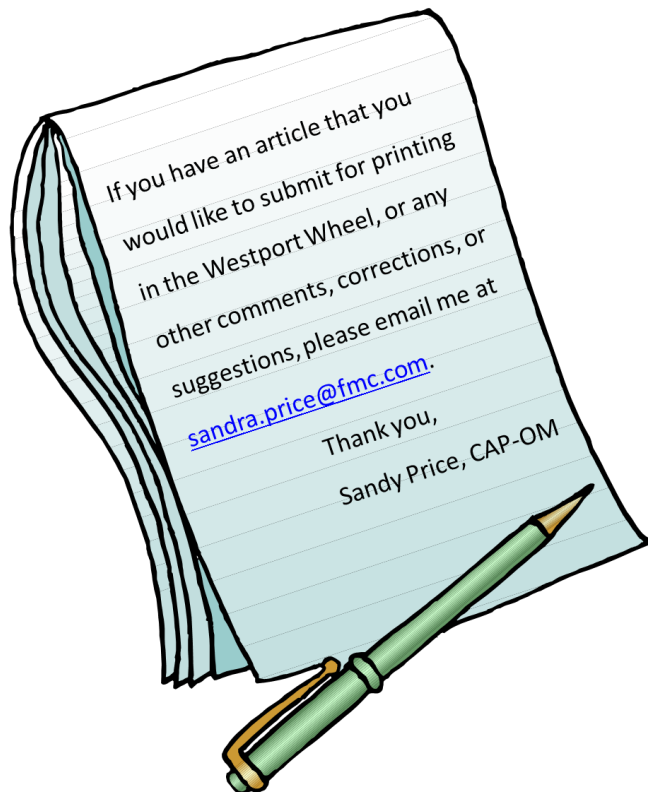 If you have an article that you
would like to submit for printing
in the Westport Wheel, or any
other comments, corrections, or
suggestions, please email me at
sandra.price@fmc.com.
Thank you,
Sandy Price, CAP-OM